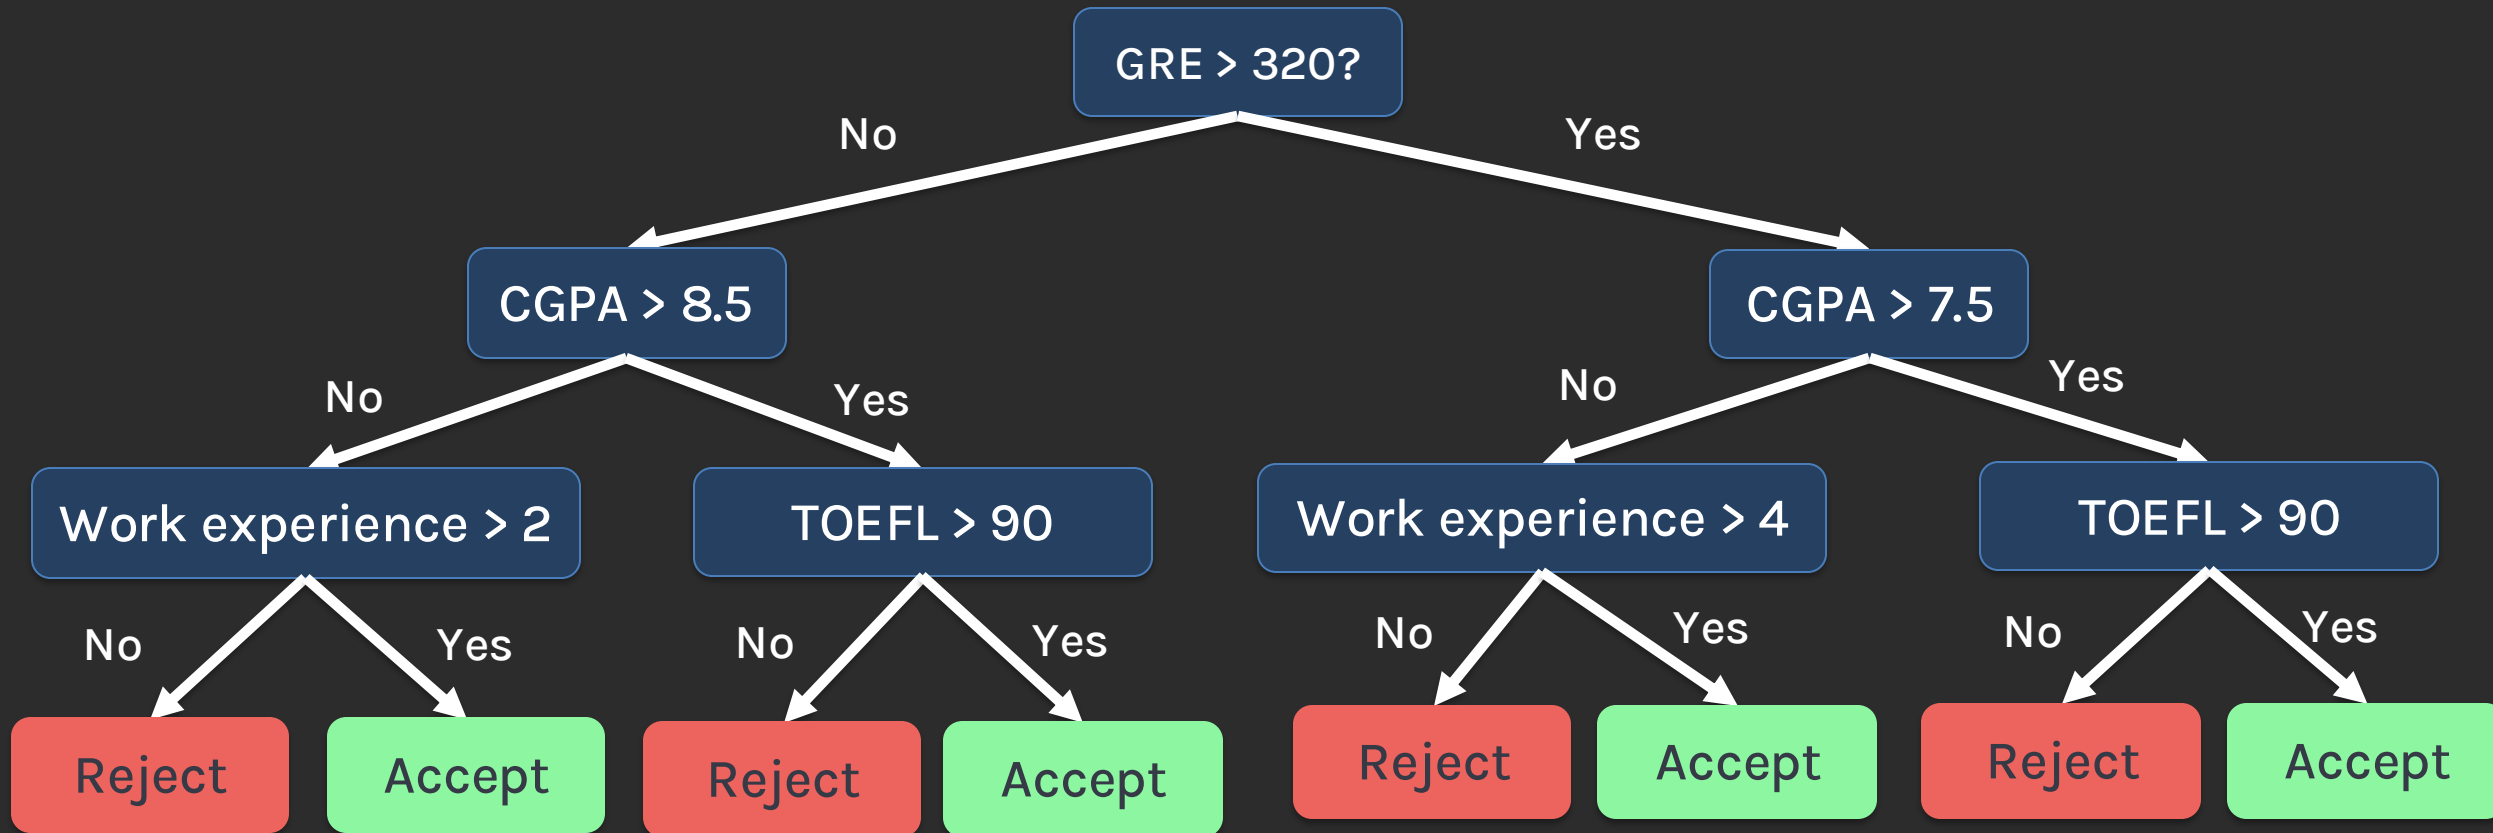 GRE > 320?
No
Yes
CGPA > 8.5
CGPA > 7.5
No
Yes
No
Yes
Work experience > 2
TOEFL > 90
Work experience > 4
TOEFL > 90
No
Yes
No
Yes
No
Yes
No
Yes
Reject
Accept
Reject
Accept
Reject
Accept
Reject
Accept